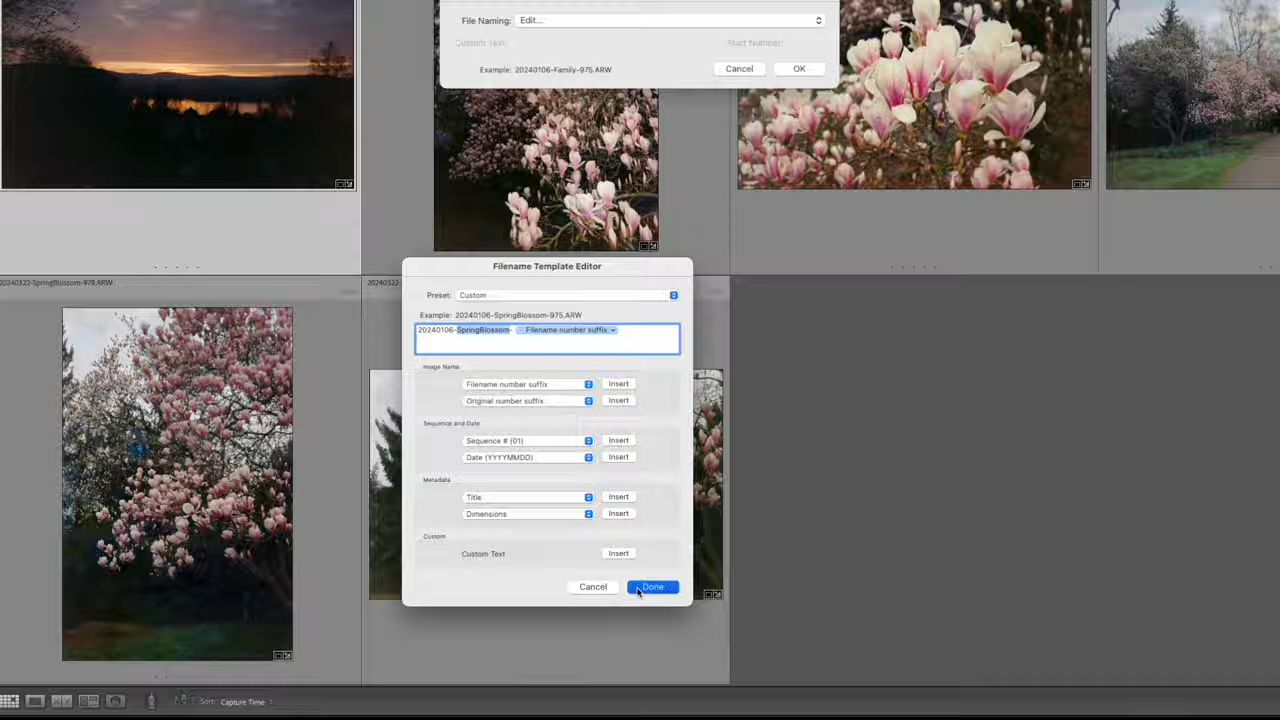 File Naming: Edit...
Custom Text: Start Number:
Example: 20240106-Family-975.ARW
Cancel OK
20240322-SpringBlossom-979.ARW
20240322-
Filename Template Editor
Preset: Custom
Example: 20240106-SpringBlossom-975.ARW
20240106-SpringBlossom- Filename number suffix
Image Name
Filename number suffix Insert
Original number suffix Insert
Sequence and Date
Sequence # (01) Insert
Date (YYYYMMDD) Insert
Metadata
Title Insert
Dimensions Insert
Custom
Custom Text Insert
Cancel Done
Sort: Capture Time